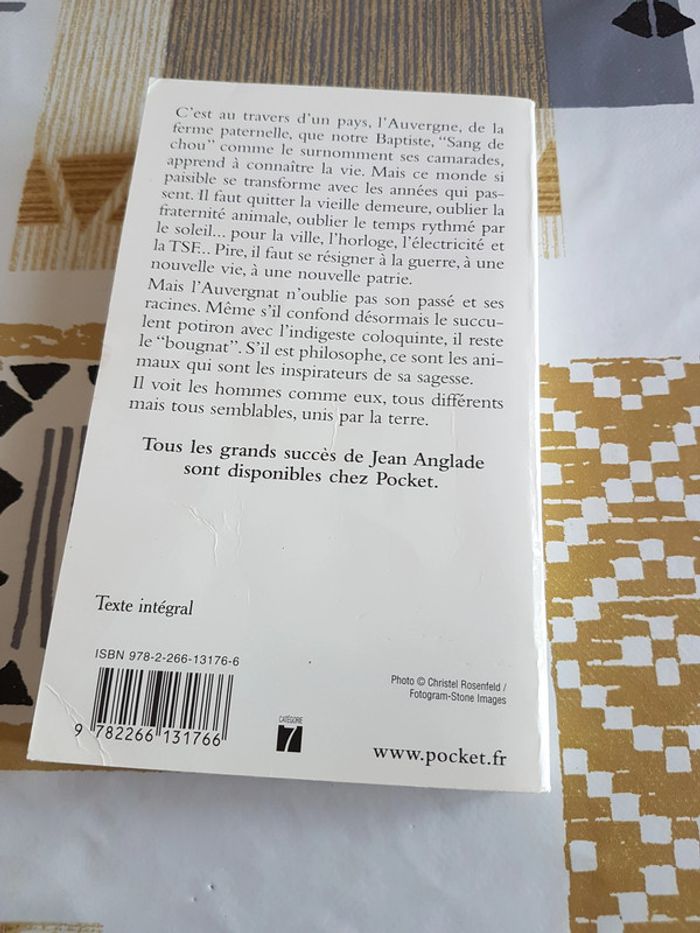 C'est au travers d'un pays, l'Auvergne, de la
ferme paternelle, que notre Baptiste, "Sang de
chou" comme le surnomment ses camarades,
apprend à connaître la vie. Mais ce monde si
paisible se transforme avec les années qui pas-
sent. Il faut quitter la vieille demeure, oublier la
fraternité animale, oublier le temps rythmé par
le soleil... pour la ville, l'horloge, l'électricité et
la TSF... Pire, il faut se résigner à la guerre, à une
nouvelle vie, à une nouvelle patrie.
Mais l'Auvergnat n'oublie pas son passé et ses
racines. Même s'il confond désormais le succu-
lent potiron avec l'indigeste coloquinte, il reste
le "bougnat". S'il est philosophe, ce sont les ani-
maux qui sont les inspirateurs de sa sagesse.
Il voit les hommes comme eux, tous différents
mais tous semblables, unis par la terre.
Tous les grands succès de Jean Anglade
sont disponibles chez Pocket.
Texte intégral
ISBN 978-2-266-13176-6
9 782266 131766
CATÉGORIE
7
Photo © Christel Rosenfeld /
Fotogram-Stone Images
www.pocket.fr